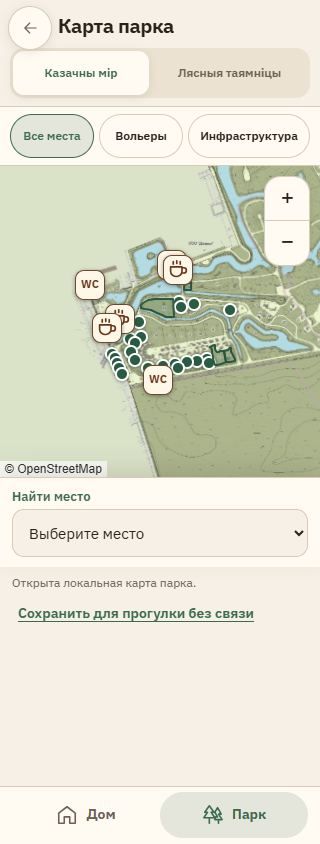 Карта парка
Казачны мір
Лясныя таямніцы
Все места
Вольеры
Инфраструктура
+
−
WC
WC
© OpenStreetMap
Найти место
Выберите место
Открыта локальная карта парка.
Сохранить для прогулки без связи
Дом
Парк